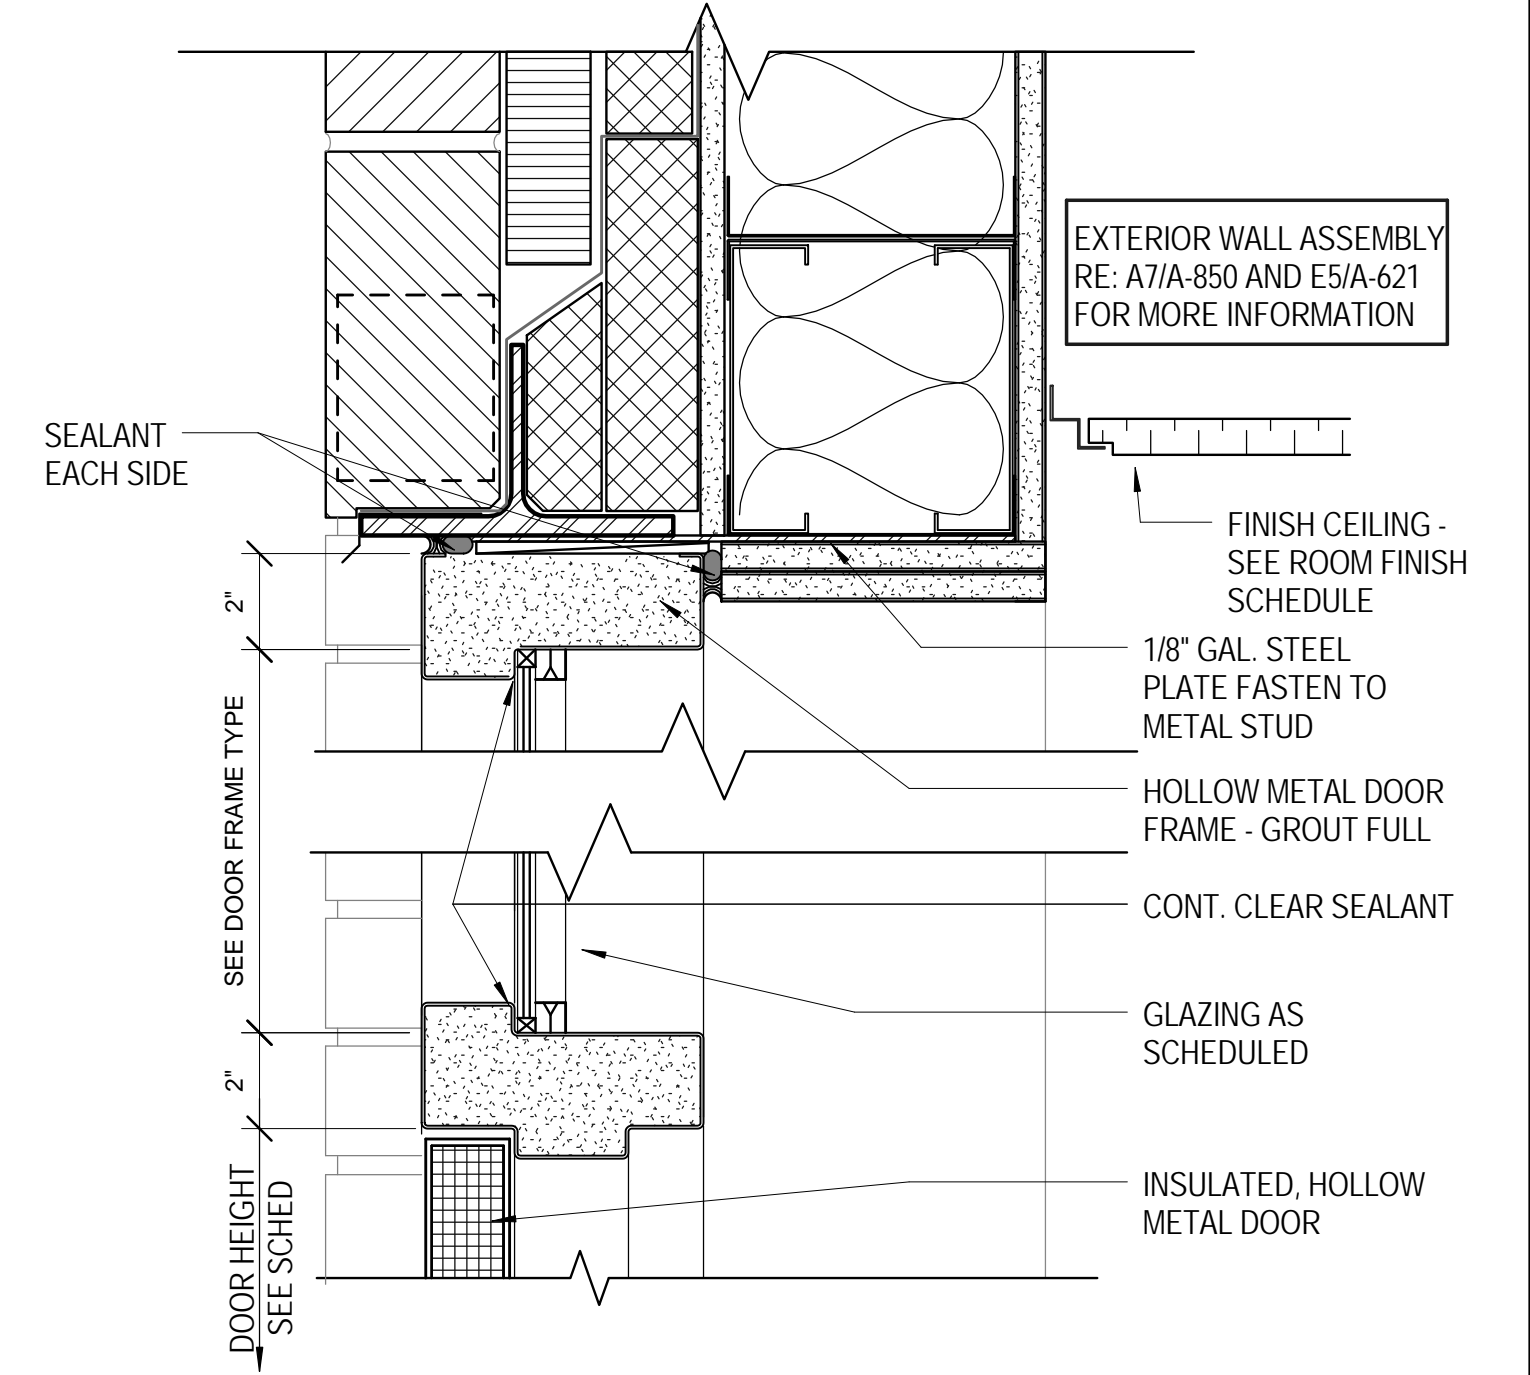 EXTERIOR WALL ASSEMBLY
RE: A7/A-850 AND E5/A-621
FOR MORE INFORMATION
SEALANT
EACH SIDE
FINISH CEILING -
SEE ROOM FINISH
SCHEDULE
2"
1/8" GAL. STEEL
PLATE FASTEN TO
METAL STUD
SEE DOOR FRAME TYPE
HOLLOW METAL DOOR
FRAME - GROUT FULL
CONT. CLEAR SEALANT
GLAZING AS
SCHEDULED
2"
INSULATED, HOLLOW
METAL DOOR
DOOR HEIGHT
SEE SCHED